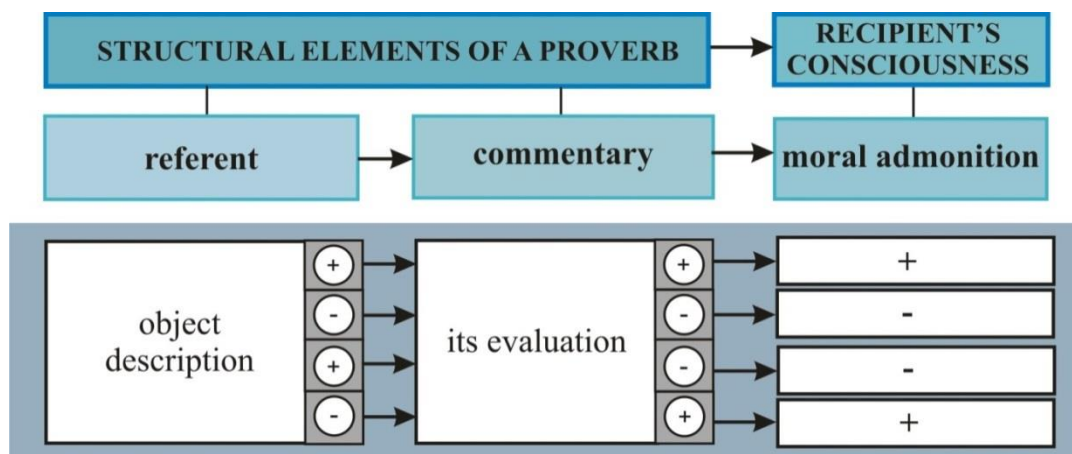 STRUCTURAL ELEMENTS OF A PROVERB
RECIPIENT'S
CONSCIOUSNESS
referent
commentary
moral admonition
object
description
+
-
+
-
its evaluation
+
-
-
+
+
-
-
+